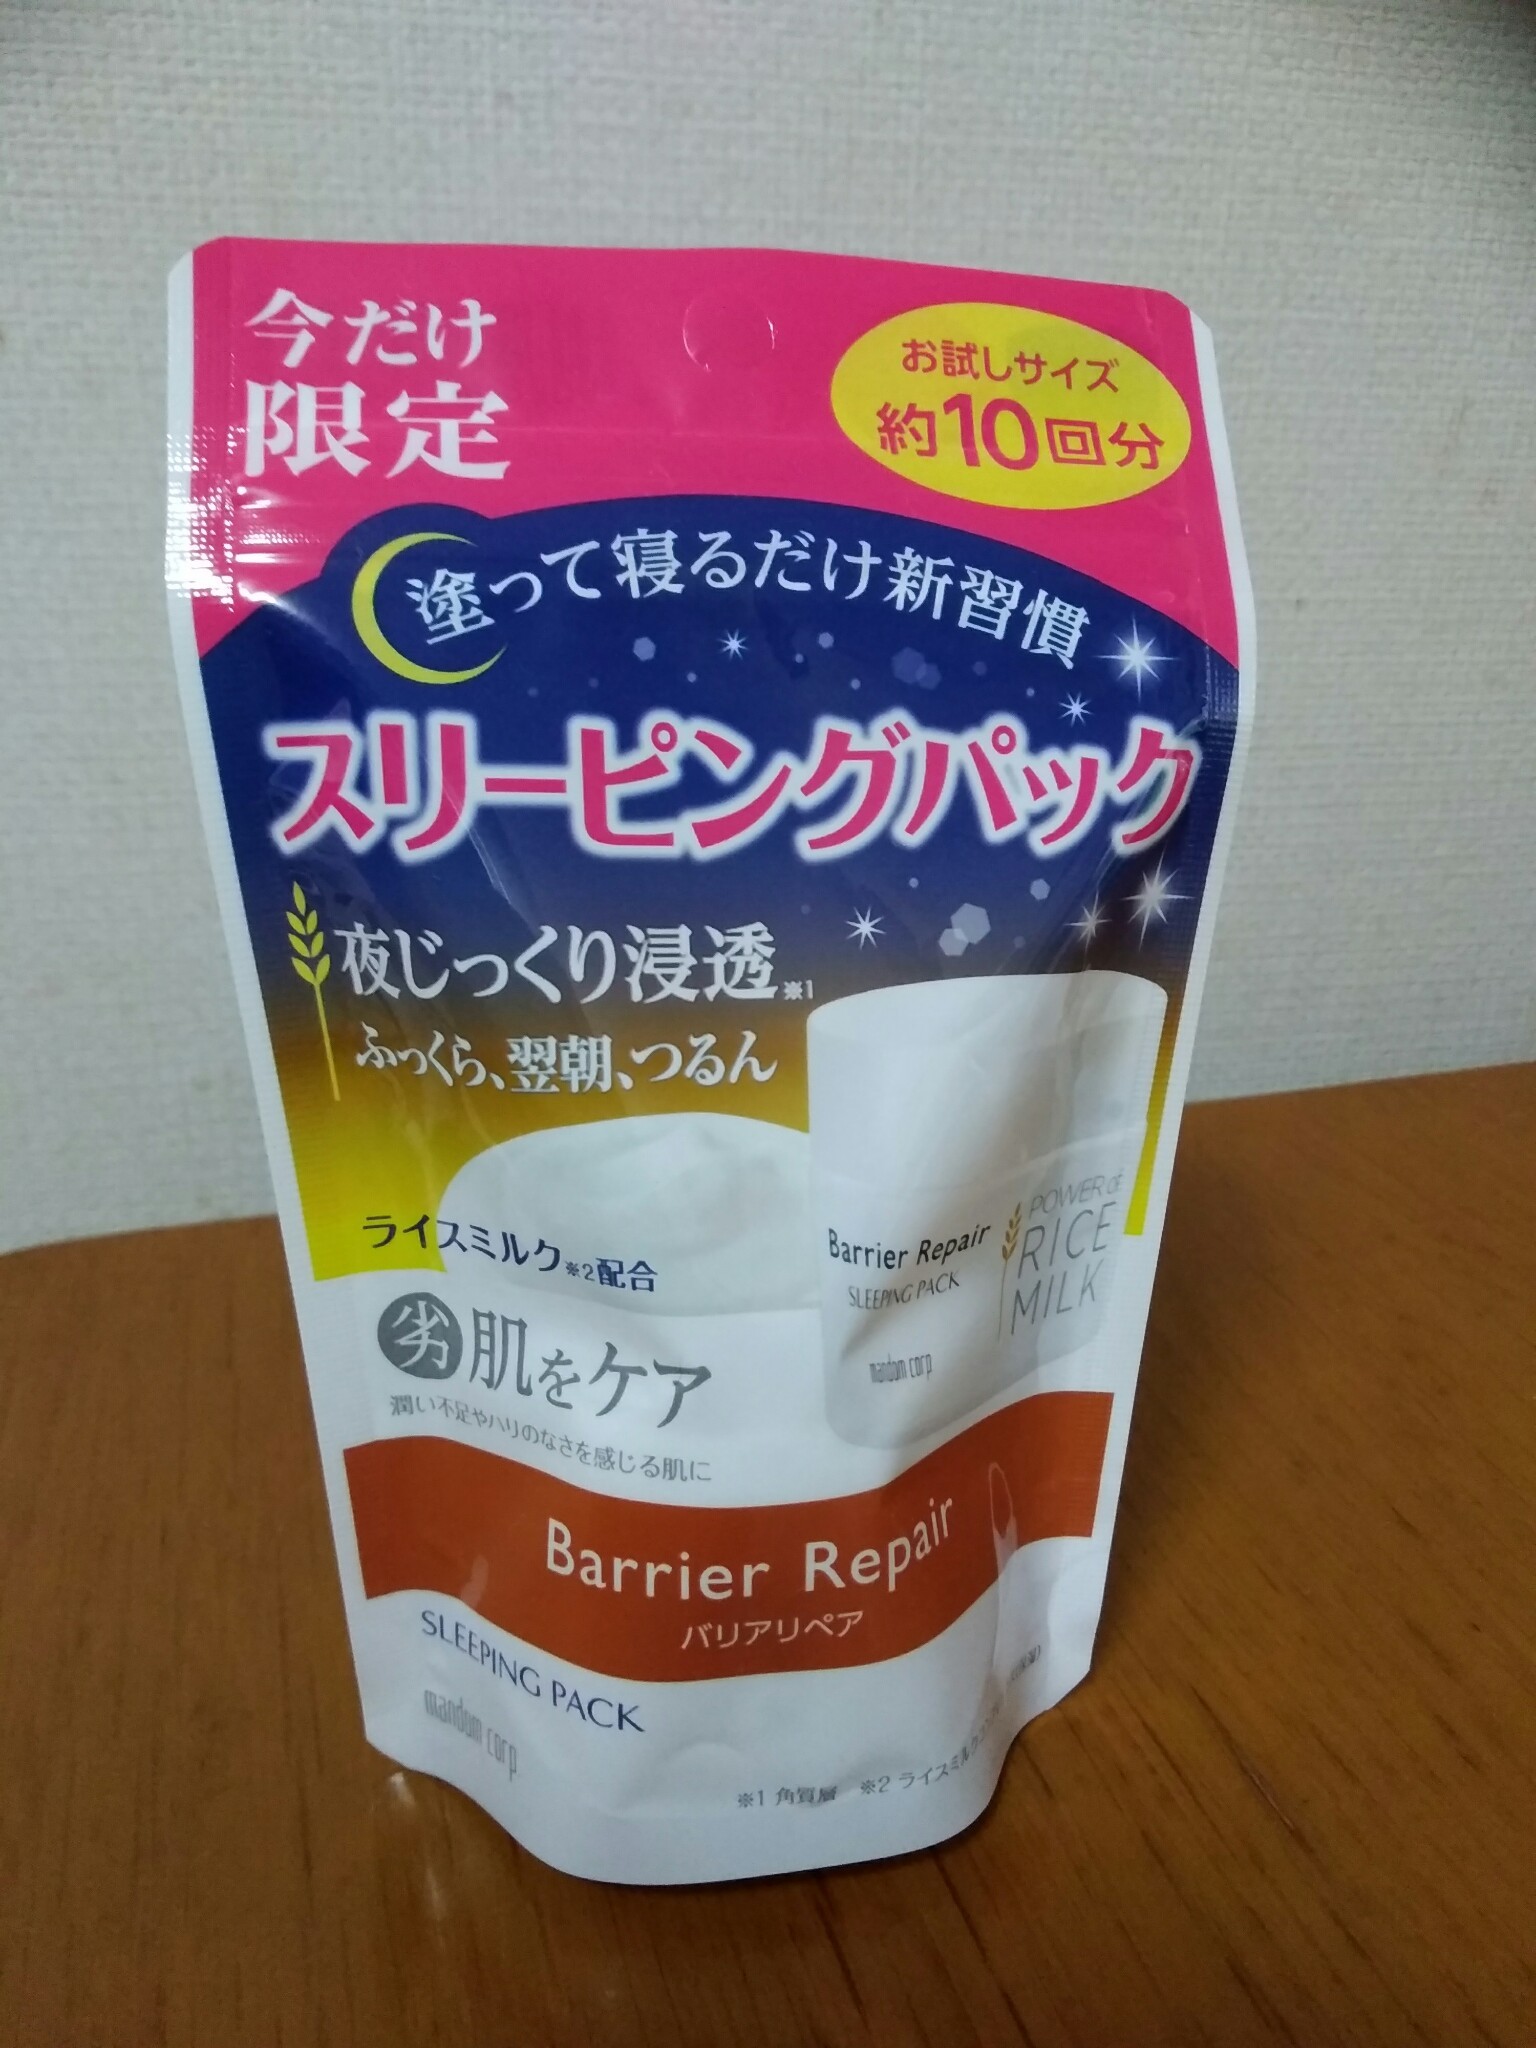 今だけ
限定
お試しサイズ
約10回分
塗って寝るだけ新習慣
スリーピングパック
夜じっくり浸透※1
ふっくら、翌朝、つるん
ライスミルク※2配合
劣肌をケア
潤い不足やハリのなさを感じる肌に
Barrier Repair
SLEEPING PACK
mandom corp
POWER OF
RICE
MILK
Barrier Repair
バリアリペア
SLEEPING PACK
mandom corp
※1 角質層 ※2 ライスミルク